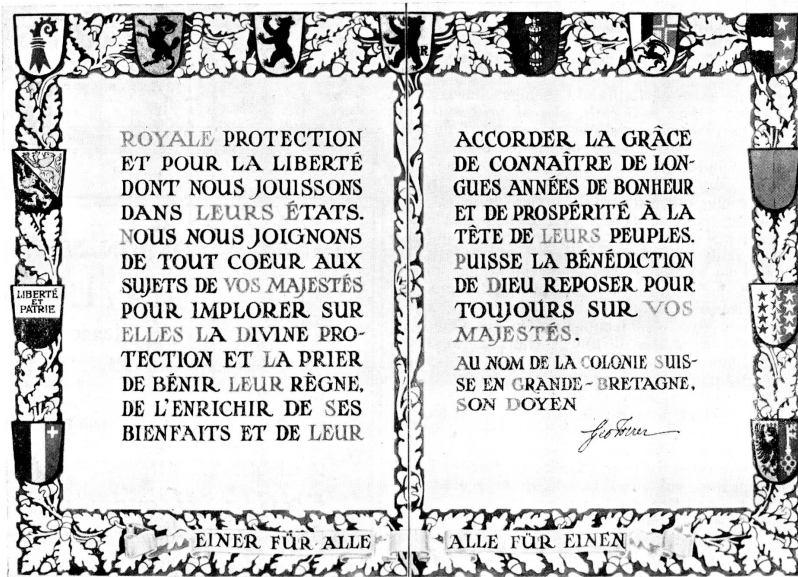 V R
ROYALE PROTECTION
ET POUR LA LIBERTÉ
DONT NOUS JOUISSONS
DANS LEURS ÉTATS.
NOUS NOUS JOIGNONS
DE TOUT COEUR AUX
SUJETS DE VOS MAJESTÉS
POUR IMPLORER SUR
ELLES LA DIVINE PRO-
TECTION ET LA PRIER
DE BÉNIR LEUR RÈGNE,
DE L'ENRICHIR DE SES
BIENFAITS ET DE LEUR
ACCORDER LA GRÂCE
DE CONNAÎTRE DE LON-
GUES ANNÉES DE BONHEUR
ET DE PROSPÉRITÉ À LA
TÊTE DE LEURS PEUPLES.
PUISSE LA BÉNÉDICTION
DE DIEU REPOSER POUR
TOUJOURS SUR VOS
MAJESTÉS.
AU NOM DE LA COLONIE SUIS-
SE EN GRANDE-BRETAGNE,
SON DOYEN
LIBERTÉ
ET
PATRIE
EINER FÜR ALLE
ALLE FÜR EINEN